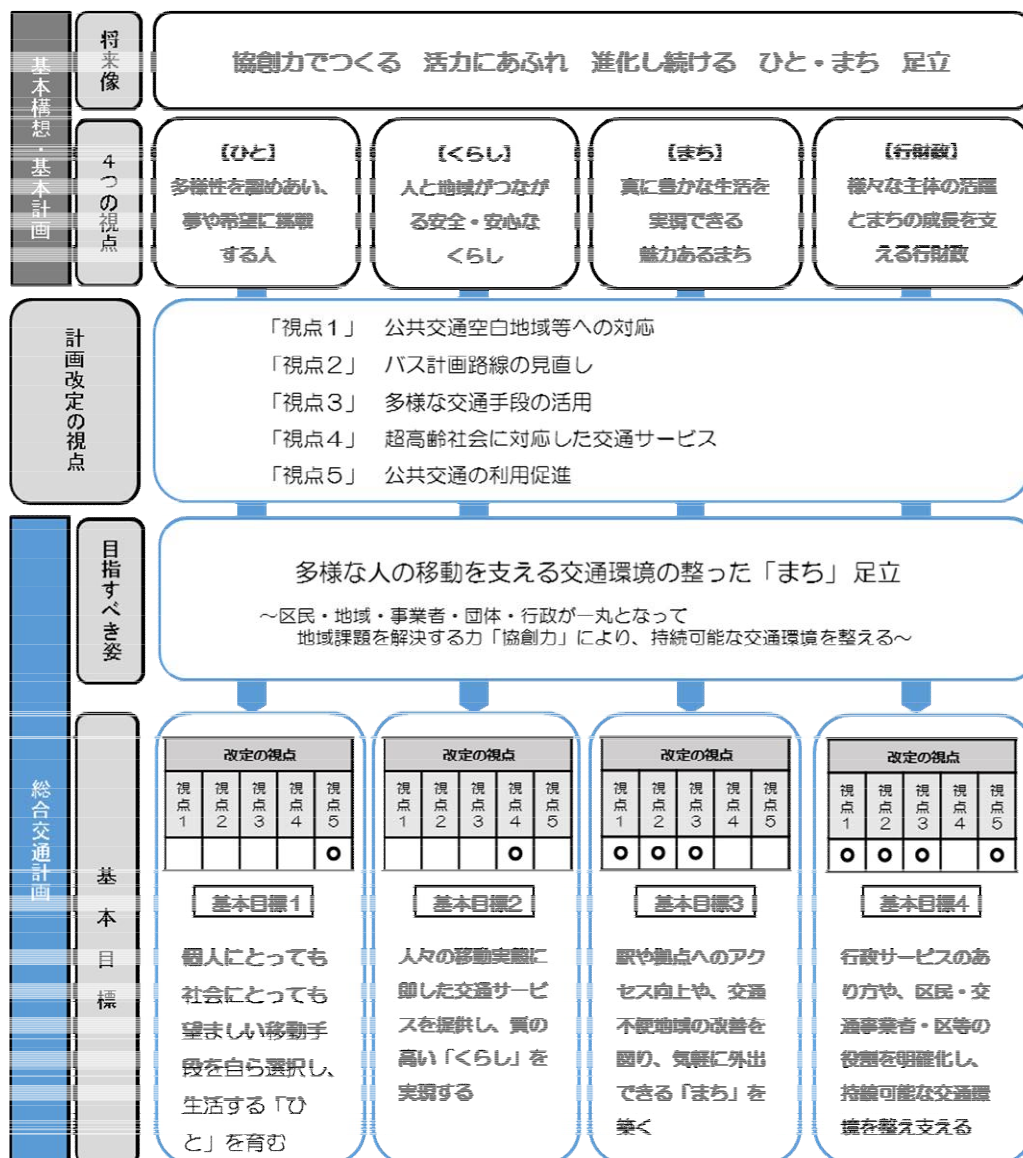 基本構想・基本計画
将来像
協創力でつくる 活力にあふれ 進化し続ける ひと・まち 足立
4つの視点
【ひと】
多様性を認めあい、
夢や希望に挑戦
する人
【くらし】
人と地域がつなが
る安全・安心な
くらし
【まち】
真に豊かな生活を
実現できる
魅力あるまち
【行財政】
様々な主体の活躍
とまちの成長を支
える行財政
計画改定の視点
「視点1」 公共交通空白地域等への対応
「視点2」 バス計画路線の見直し
「視点3」 多様な交通手段の活用
「視点4」 超高齢社会に対応した交通サービス
「視点5」 公共交通の利用促進
総合交通計画
目指すべき姿
多様な人の移動を支える交通環境の整った「まち」足立
～区民・地域・事業者・団体・行政が一丸となって
地域課題を解決する力「協創力」により、持続可能な交通環境を整える～
基本目標
改定の視点
視点1 視点2 視点3 視点4 視点5
○
基本目標1
個人にとっても
社会にとっても
望ましい移動手
段を自ら選択し、
生活する「ひ
と」を育む
改定の視点
視点1 視点2 視点3 視点4 視点5
○
基本目標2
人々の移動実態に
即した交通サービ
スを提供し、質の
高い「くらし」を
実現する
改定の視点
視点1 視点2 視点3 視点4 視点5
○ ○ ○
基本目標3
駅や拠点へのアク
セス向上や、交通
不便地域の改善を
図り、気軽に外出
できる「まち」を
築く
改定の視点
視点1 視点2 視点3 視点4 視点5
○ ○ ○ ○
基本目標4
行政サービスのあ
り方や、区民・交
通事業者・区等の
役割を明確化し、
持続可能な交通環
境を整え支える